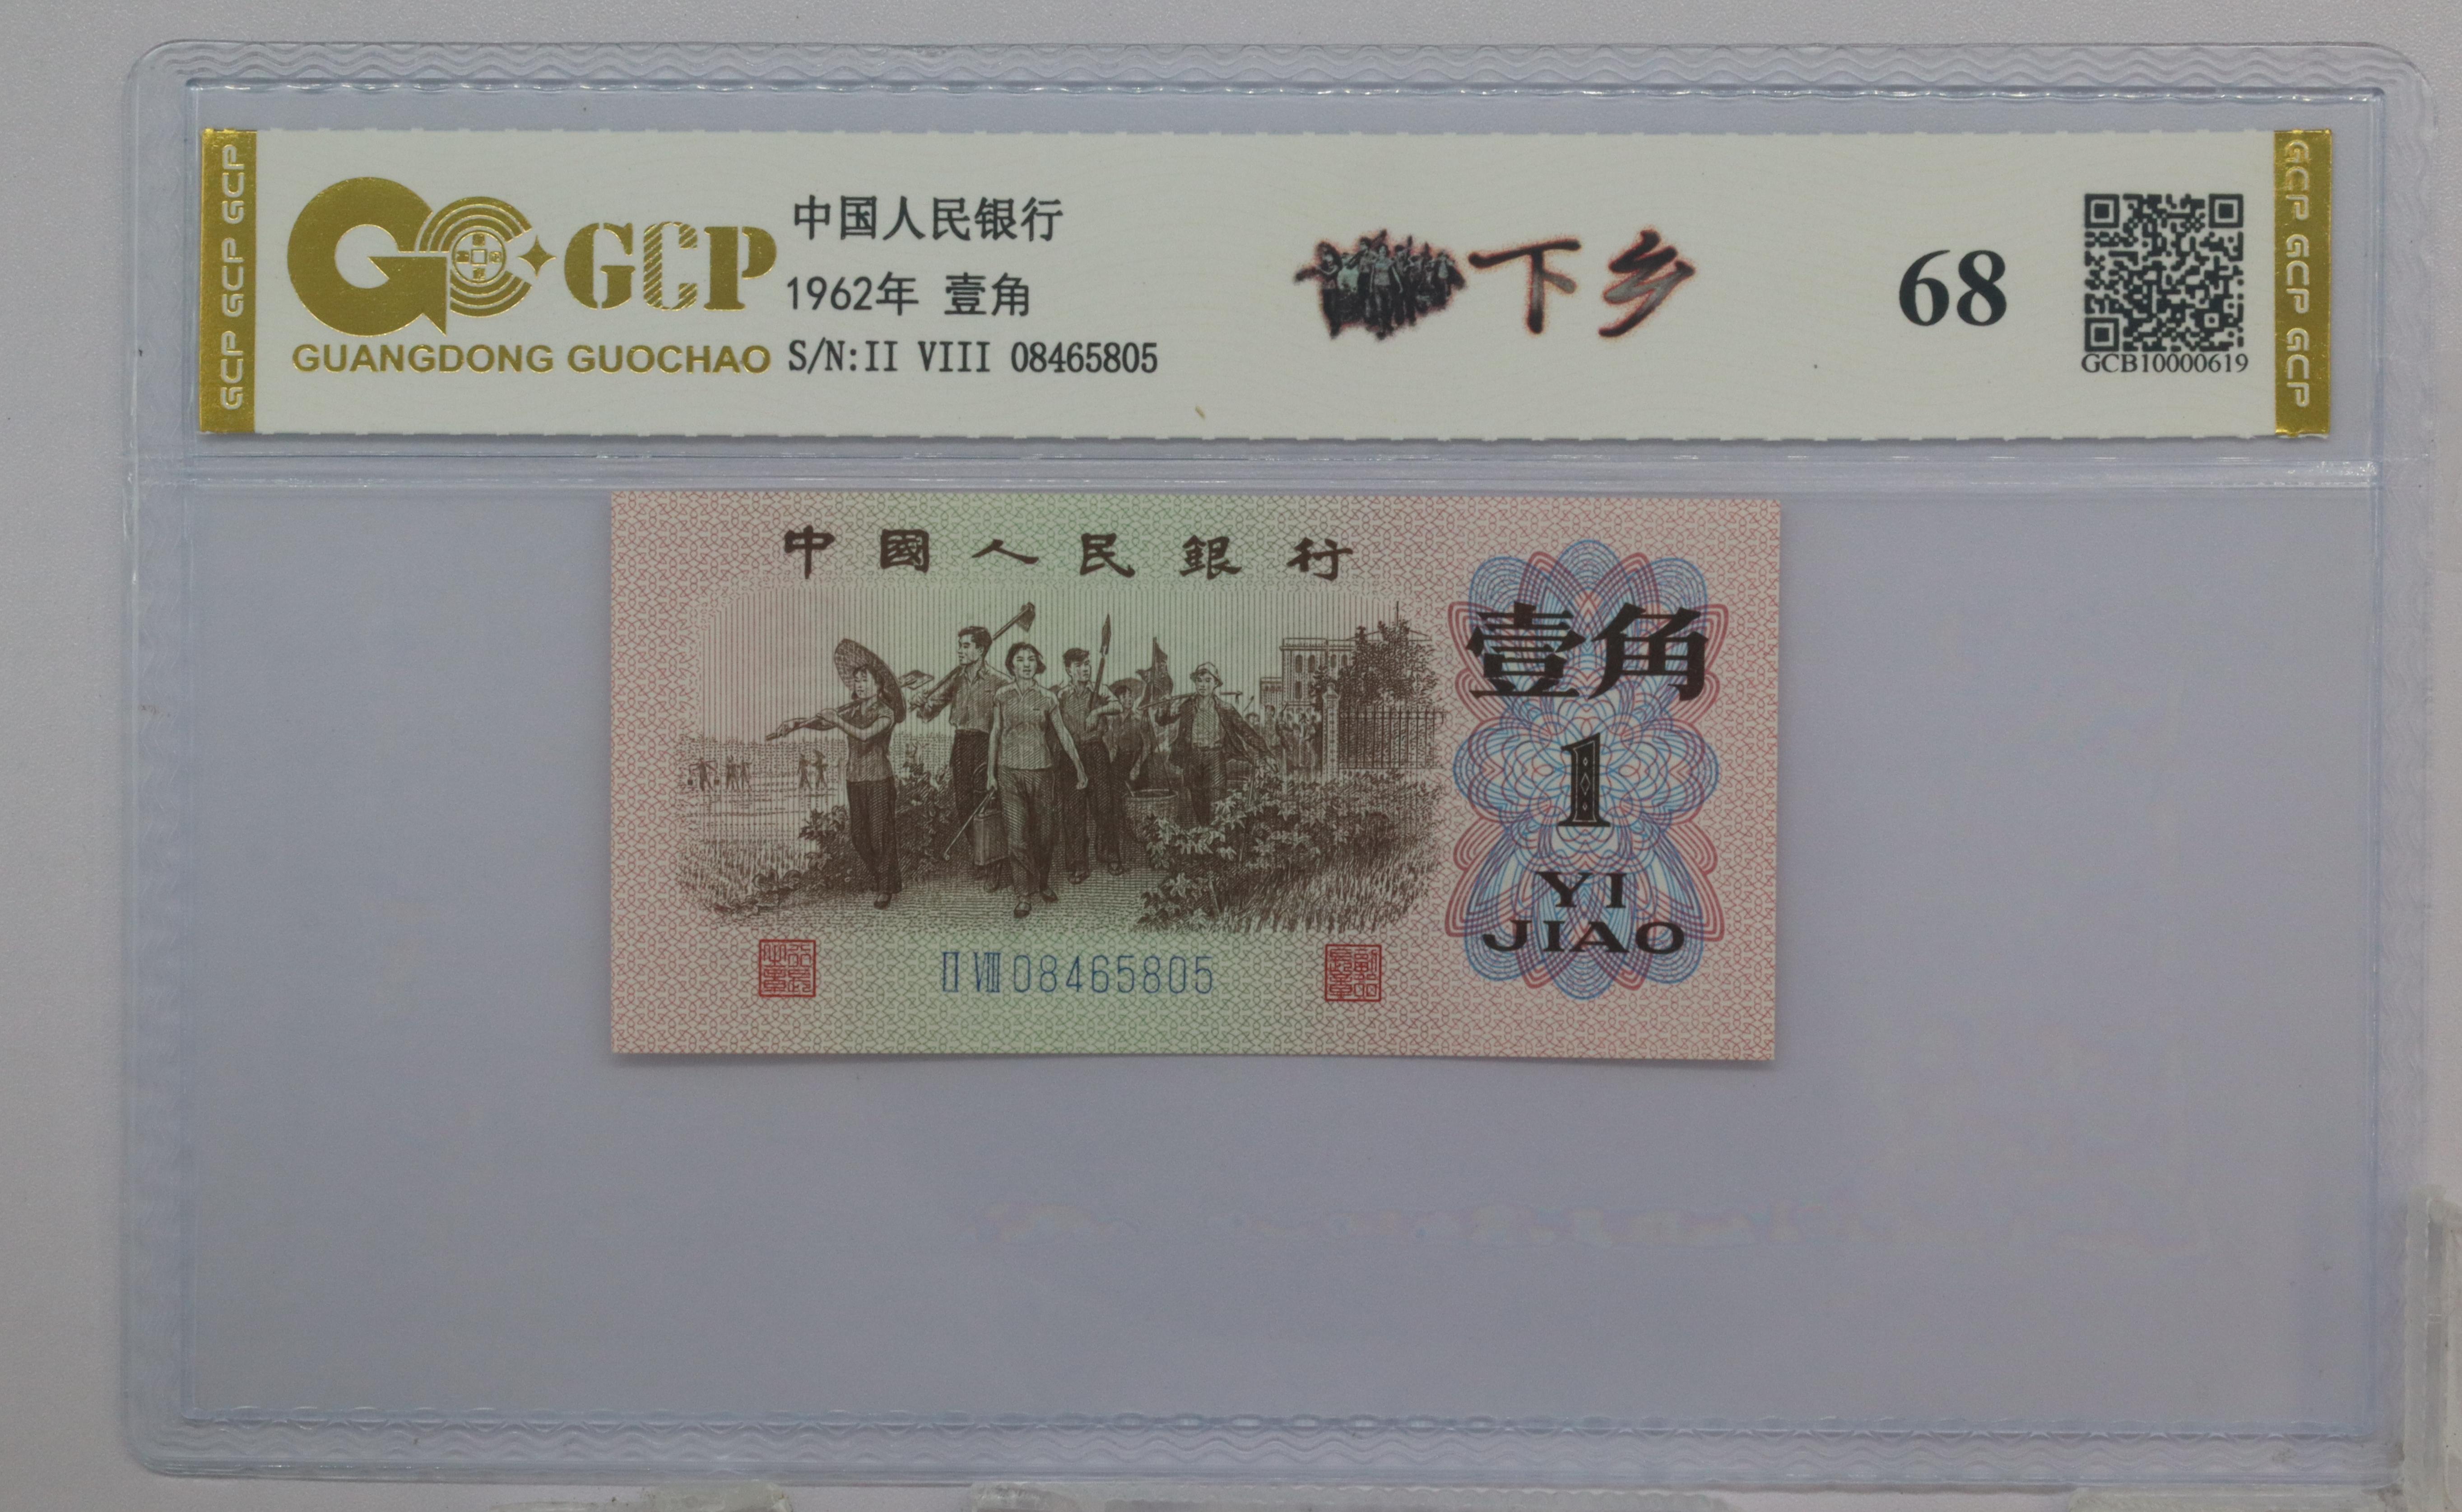 GCP GCP GCP
GCP
GUANGDONG GUOCHAO
中国人民银行
1962年 壹角
S/N:II VIII 08465805
下乡
68
GCB10000619
GCP GCP GCP
中國人民銀行
壹角
1
YI
JIAO
II VIII 08465805